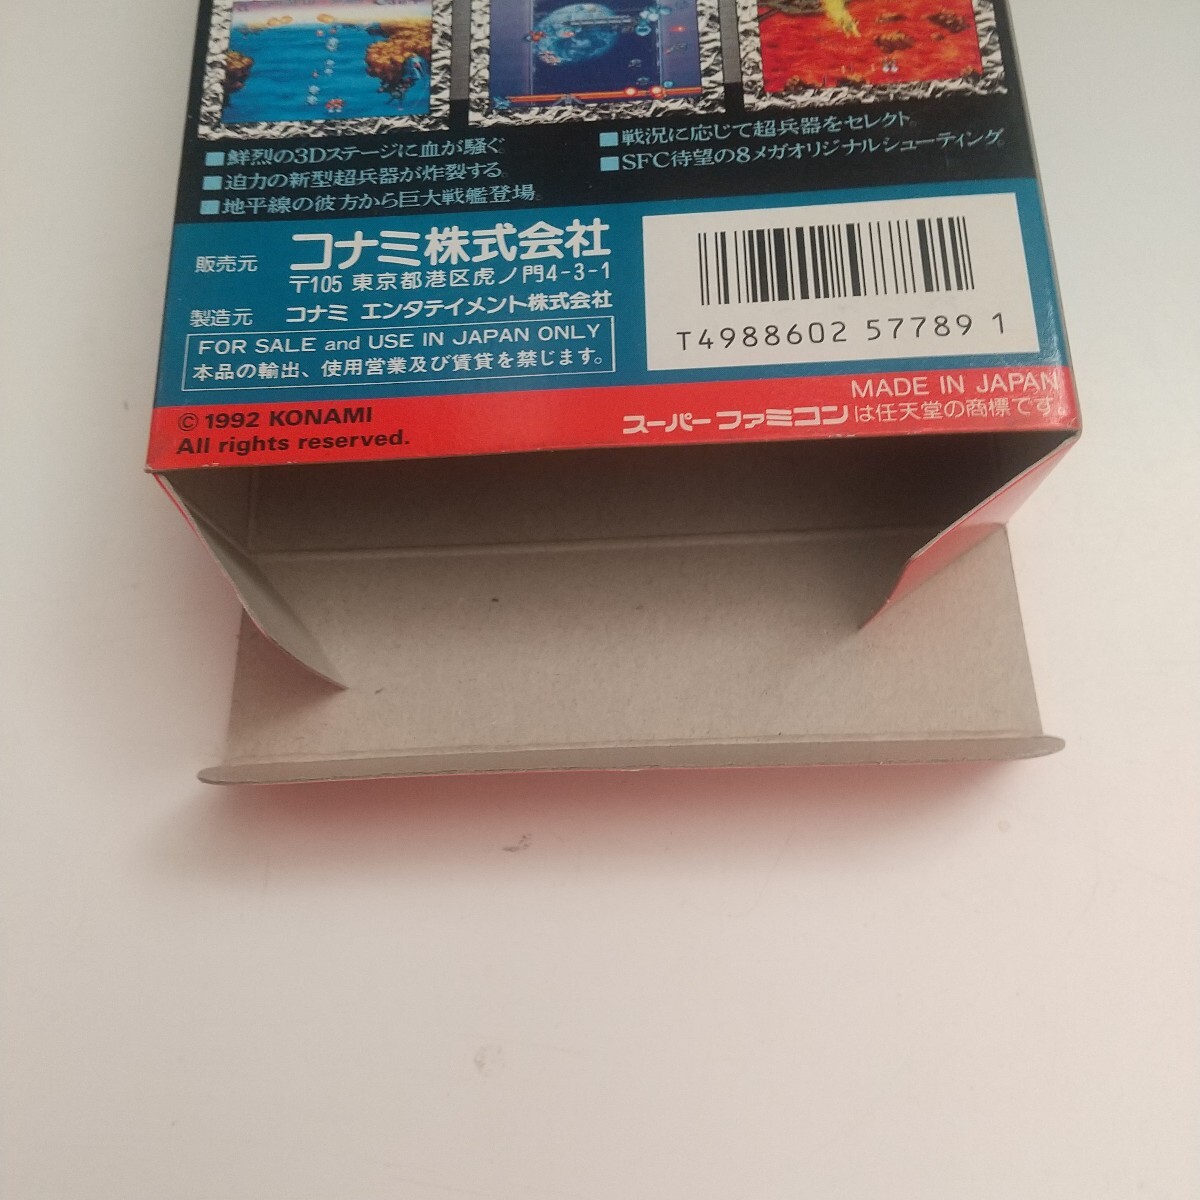 ■鮮烈の3Dステージに血が騒ぐ
■迫力の新型超兵器が炸裂する。
■地平線の彼方から巨大戦艦登場。
■戦況に応じて超兵器をセレクト。
■SFC待望の8メガオリジナルシューティング。
販売元 コナミ株式会社
〒105 東京都港区虎ノ門4-3-1
製造元 コナミ エンタテイメント株式会社
FOR SALE and USE IN JAPAN ONLY
本品の輸出、使用営業及び賃貸を禁じます。
T4988602 577891
© 1992 KONAMI
All rights reserved.
MADE IN JAPAN
スーパーファミコンは任天堂の商標です。